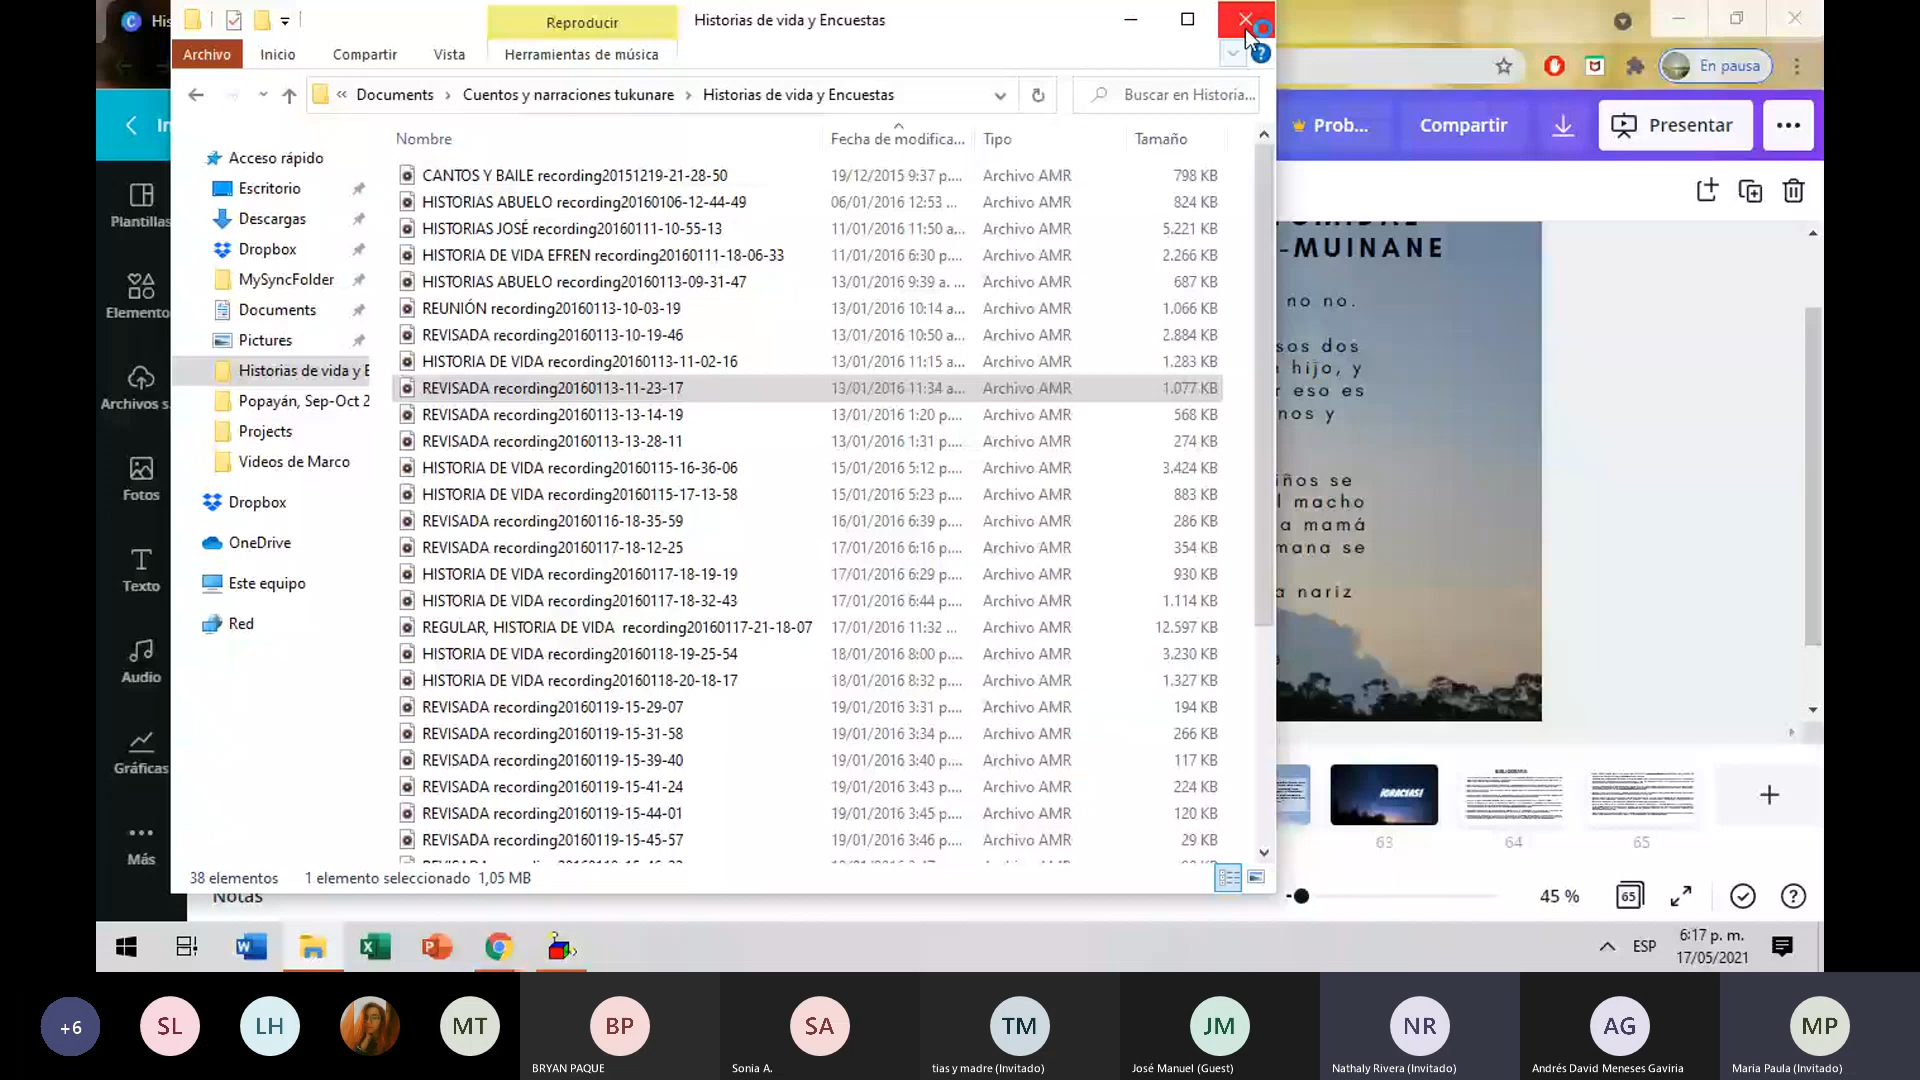 His
Reproducir
Historias de vida y Encuestas
Archivo
Inicio
Compartir
Vista
Herramientas de música
En pausa
« Documents › Cuentos y narraciones tukunare › Historias de vida y Encuestas
Buscar en Historia...
In
Prob...
Compartir
Presentar
Nombre
Fecha de modifica...
Tipo
Tamaño
Acceso rápido
Escritorio
Descargas
Dropbox
MySyncFolder
Documents
Pictures
Historias de vida y E
Popayán, Sep-Oct 2
Projects
Videos de Marco
Dropbox
OneDrive
Este equipo
Red
CANTOS Y BAILE recording20151219-21-28-50 19/12/2015 9:37 p.... Archivo AMR 798 KB
HISTORIAS ABUELO recording20160106-12-44-49 06/01/2016 12:53 ... Archivo AMR 824 KB
HISTORIAS JOSÉ recording20160111-10-55-13 11/01/2016 11:50 a... Archivo AMR 5.221 KB
HISTORIA DE VIDA EFREN recording20160111-18-06-33 11/01/2016 6:30 p.... Archivo AMR 2.266 KB
HISTORIAS ABUELO recording20160113-09-31-47 13/01/2016 9:39 a. ... Archivo AMR 687 KB
REUNIÓN recording20160113-10-03-19 13/01/2016 10:14 a... Archivo AMR 1.066 KB
REVISADA recording20160113-10-19-46 13/01/2016 10:50 a... Archivo AMR 2.884 KB
HISTORIA DE VIDA recording20160113-11-02-16 13/01/2016 11:15 a... Archivo AMR 1.283 KB
REVISADA recording20160113-11-23-17 13/01/2016 11:34 a... Archivo AMR 1.077 KB
REVISADA recording20160113-13-14-19 13/01/2016 1:20 p.... Archivo AMR 568 KB
REVISADA recording20160113-13-28-11 13/01/2016 1:31 p.... Archivo AMR 274 KB
HISTORIA DE VIDA recording20160115-16-36-06 15/01/2016 5:12 p.... Archivo AMR 3.424 KB
HISTORIA DE VIDA recording20160115-17-13-58 15/01/2016 5:23 p.... Archivo AMR 883 KB
REVISADA recording20160116-18-35-59 16/01/2016 6:39 p.... Archivo AMR 286 KB
REVISADA recording20160117-18-12-25 17/01/2016 6:16 p.... Archivo AMR 354 KB
HISTORIA DE VIDA recording20160117-18-19-19 17/01/2016 6:29 p.... Archivo AMR 930 KB
HISTORIA DE VIDA recording20160117-18-32-43 17/01/2016 6:44 p.... Archivo AMR 1.114 KB
REGULAR, HISTORIA DE VIDA recording20160117-21-18-07 17/01/2016 11:32 ... Archivo AMR 12.597 KB
HISTORIA DE VIDA recording20160118-19-25-54 18/01/2016 8:00 p.... Archivo AMR 3.230 KB
HISTORIA DE VIDA recording20160118-20-18-17 18/01/2016 8:32 p.... Archivo AMR 1.327 KB
REVISADA recording20160119-15-29-07 19/01/2016 3:31 p.... Archivo AMR 194 KB
REVISADA recording20160119-15-31-58 19/01/2016 3:34 p.... Archivo AMR 266 KB
REVISADA recording20160119-15-39-40 19/01/2016 3:40 p.... Archivo AMR 117 KB
REVISADA recording20160119-15-41-24 19/01/2016 3:43 p.... Archivo AMR 224 KB
REVISADA recording20160119-15-44-01 19/01/2016 3:45 p.... Archivo AMR 120 KB
REVISADA recording20160119-15-45-57 19/01/2016 3:46 p.... Archivo AMR 29 KB
38 elementos 1 elemento seleccionado 1,05 MB
Plantillas
Elemento
Archivos s
Fotos
Texto
Audio
Gráficas
Más
Notas
-MUINANE
no no.
sos dos
hijo, y
r eso es
nos y
iños se
l macho
a mamá
mana se
a nariz
¡GRACIAS!
63
BIBLIOGRAFÍA
64
65
45 %
65
ESP
6:17 p. m.
17/05/2021
+6
SL
LH
MT
BP
BRYAN PAQUE
SA
Sonia A.
TM
tias y madre (Invitado)
JM
José Manuel (Guest)
NR
Nathaly Rivera (Invitado)
AG
Andrés David Meneses Gaviria
MP
Maria Paula (Invitado)